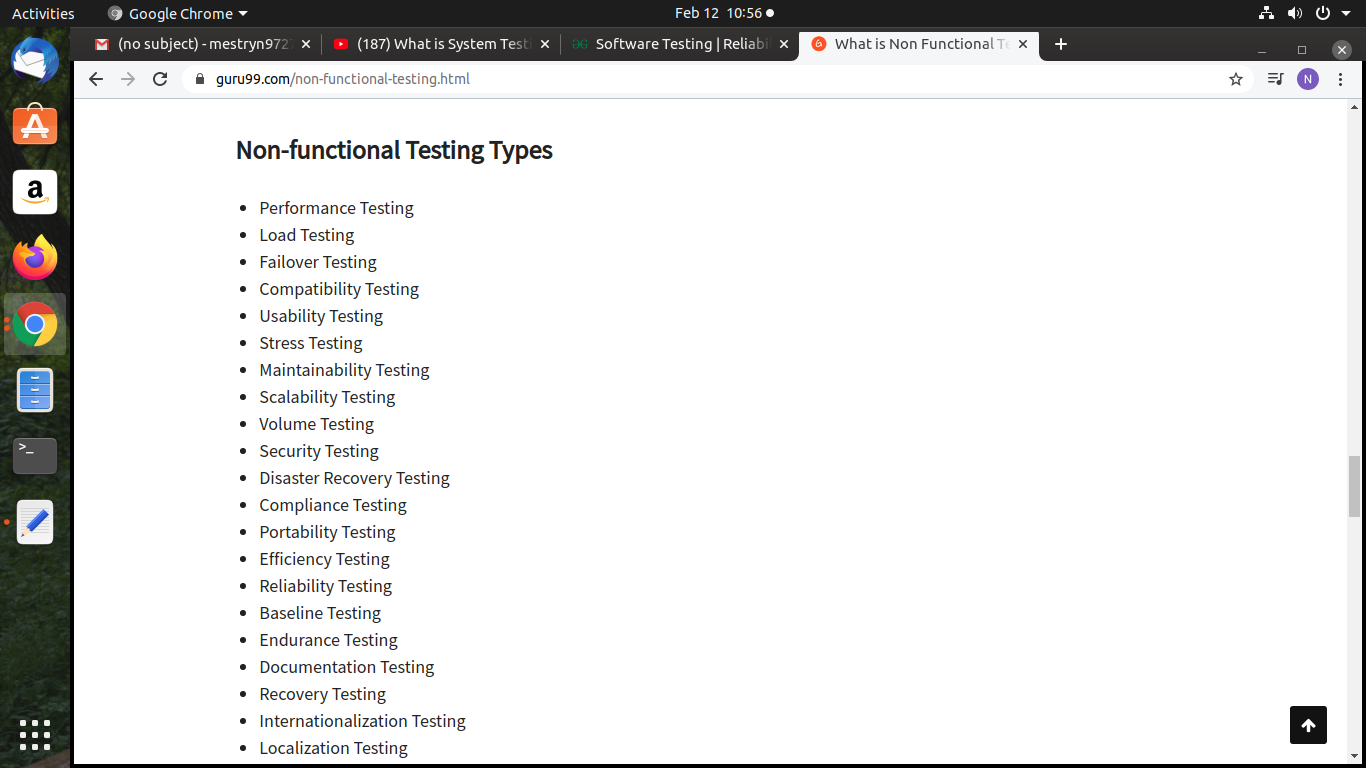 Activities
Google Chrome
Feb 12 10:56
(no subject) - mestryn972
(187) What is System Test
Software Testing | Reliabi
What is Non Functional Te
guru99.com/non-functional-testing.html
N
Non-functional Testing Types
Performance Testing
Load Testing
Failover Testing
Compatibility Testing
Usability Testing
Stress Testing
Maintainability Testing
Scalability Testing
Volume Testing
Security Testing
Disaster Recovery Testing
Compliance Testing
Portability Testing
Efficiency Testing
Reliability Testing
Baseline Testing
Endurance Testing
Documentation Testing
Recovery Testing
Internationalization Testing
Localization Testing